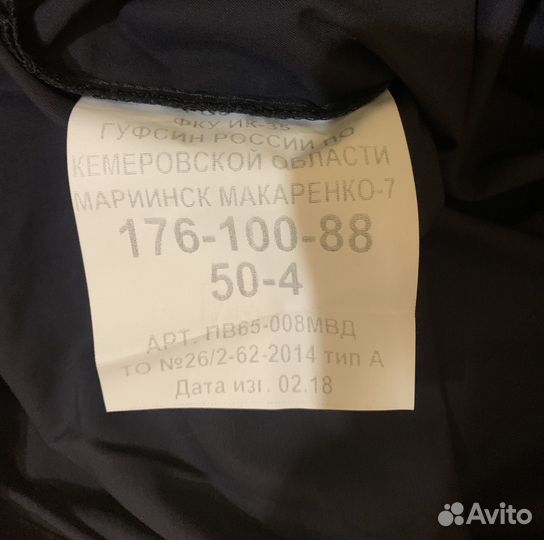 ФКУ ИК-35
ГУФСИН РОССИИ ПО
КЕМЕРОВСКОЙ ОБЛАСТИ
МАРИИНСК МАКАРЕНКО-7
176-100-88
50-4
АРТ. ПВ65-008МВД
ТО №26/2-62-2014 тип А
Дата изг. 02.18
Avito